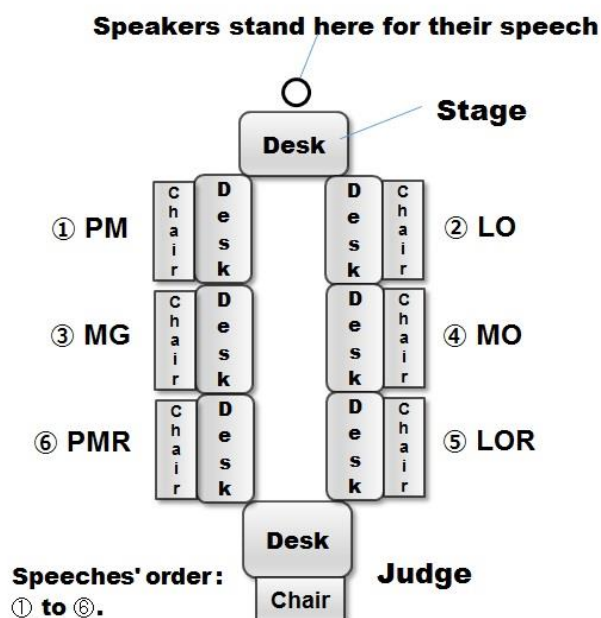 Speakers stand here for their speech
Stage
Desk
① PM
Chair
Desk
Desk
Chair
② LO
③ MG
Chair
Desk
Desk
Chair
④ MO
⑥ PMR
Chair
Desk
Desk
Chair
⑤ LOR
Desk
Judge
Chair
Speeches' order:
① to ⑥.